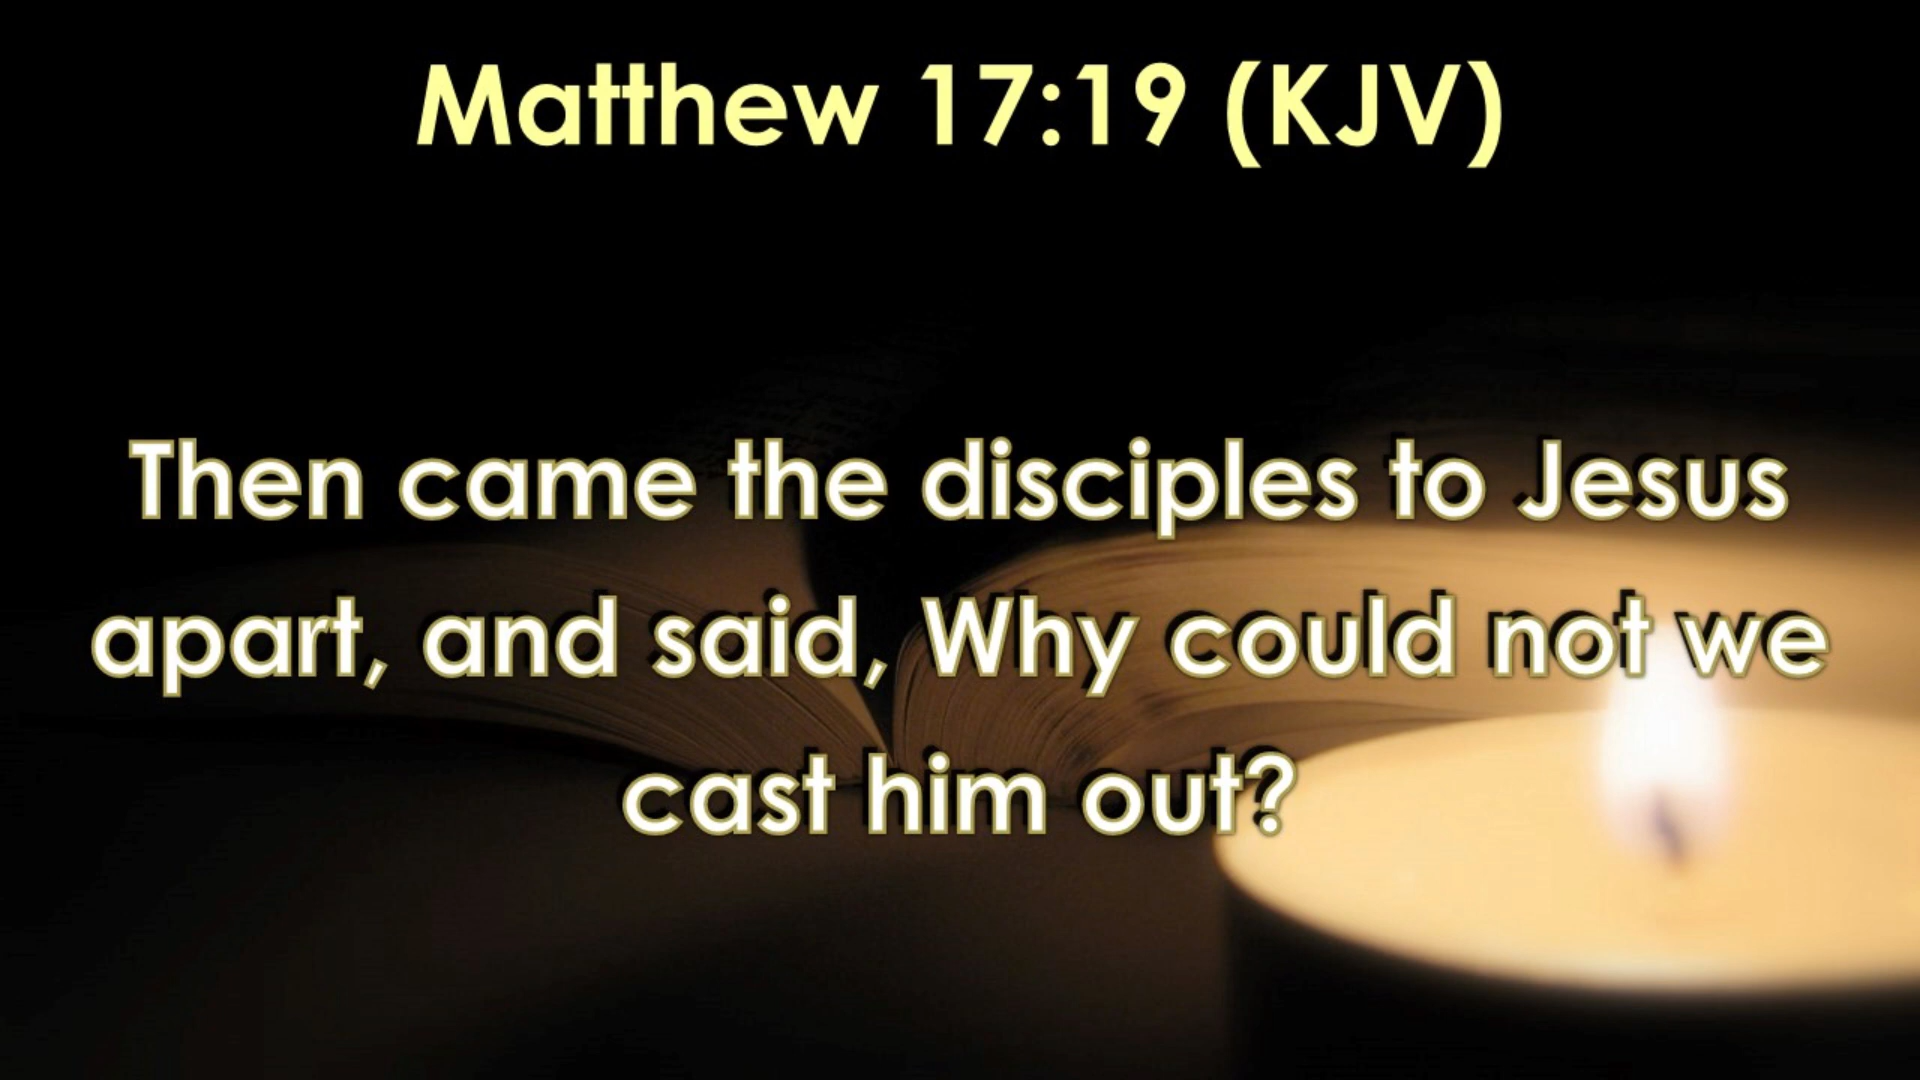 Matthew 17:19 (KJV)
Then came the disciples to Jesus
apart, and said, Why could not we
cast him out?